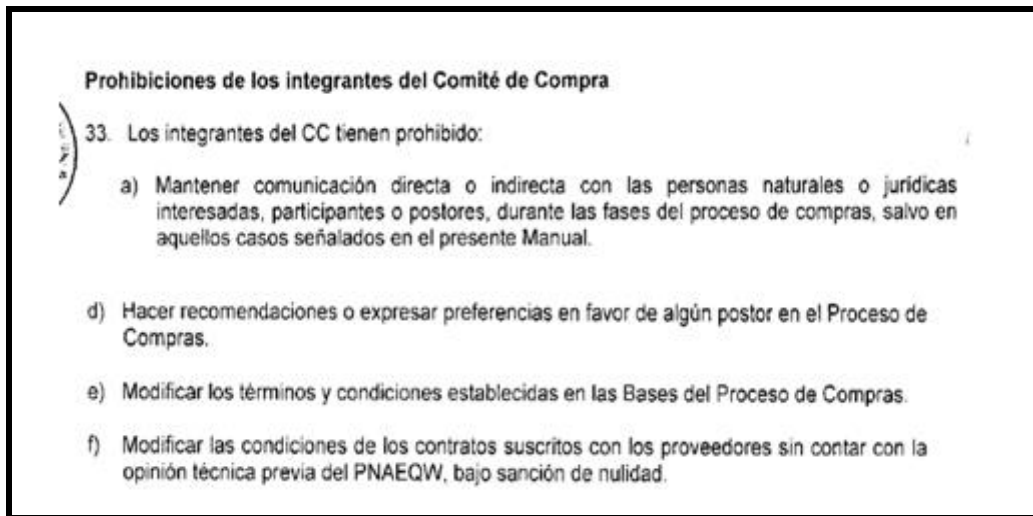 Prohibiciones de los integrantes del Comité de Compra
33. Los integrantes del CC tienen prohibido:
a) Mantener comunicación directa o indirecta con las personas naturales o jurídicas
interesadas, participantes o postores, durante las fases del proceso de compras, salvo en
aquellos casos señalados en el presente Manual.
d) Hacer recomendaciones o expresar preferencias en favor de algún postor en el Proceso de
Compras.
e) Modificar los términos y condiciones establecidas en las Bases del Proceso de Compras.
f) Modificar las condiciones de los contratos suscritos con los proveedores sin contar con la
opinión técnica previa del PNAEQW, bajo sanción de nulidad.